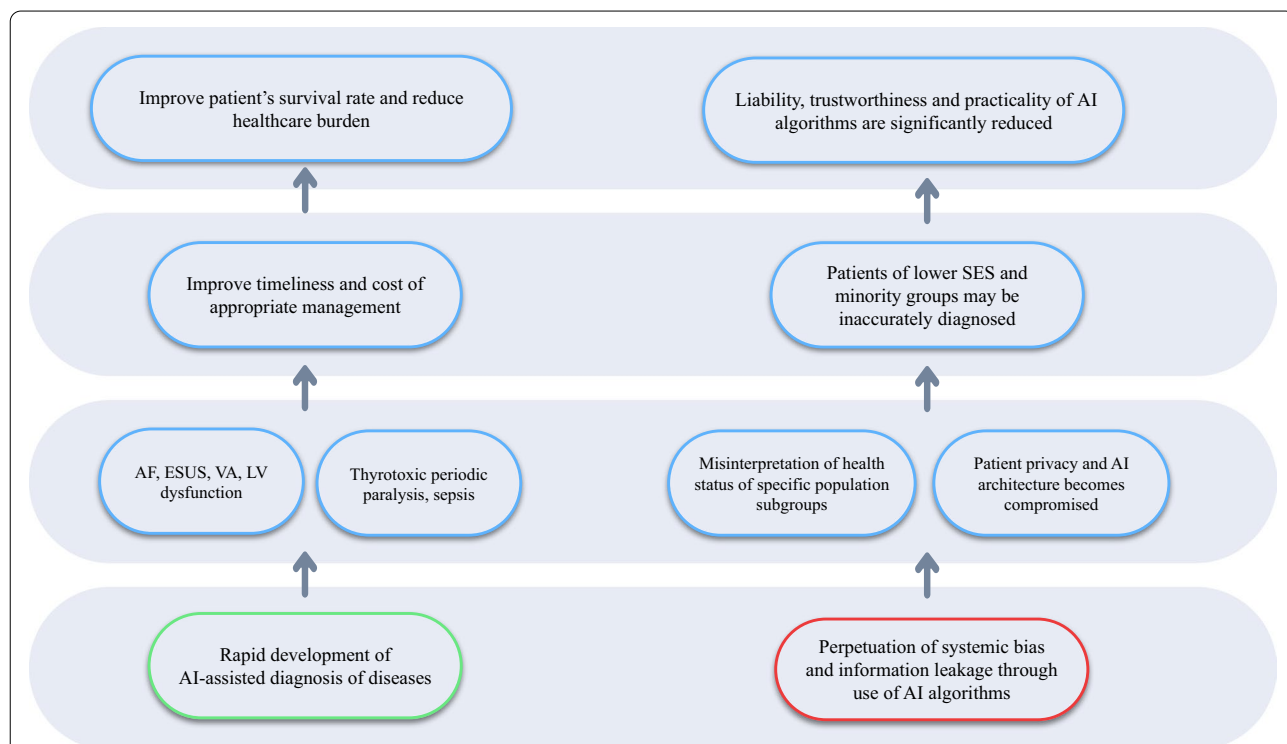 Improve patient's survival rate and reduce
healthcare burden
Liability, trustworthiness and practicality of AI
algorithms are significantly reduced
Improve timeliness and cost of
appropriate management
Patients of lower SES and
minority groups may be
inaccurately diagnosed
AF, ESUS, VA, LV
dysfunction
Thyrotoxic periodic
paralysis, sepsis
Misinterpretation of health
status of specific population
subgroups
Patient privacy and AI
architecture becomes
compromised
Rapid development of
AI-assisted diagnosis of diseases
Perpetuation of systemic bias
and information leakage through
use of AI algorithms